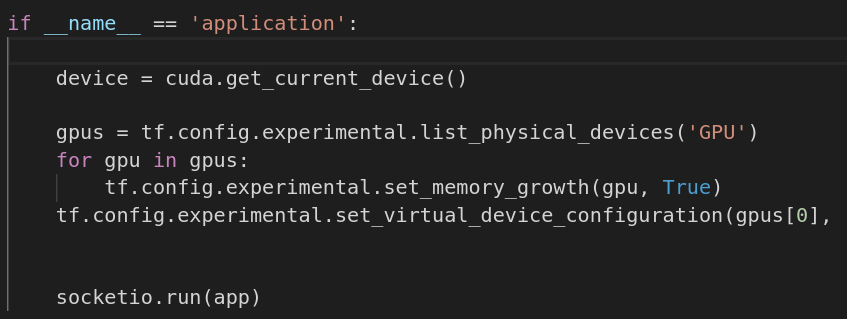 if __name__ == 'application':
    device = cuda.get_current_device()
    gpus = tf.config.experimental.list_physical_devices('GPU')
    for gpu in gpus:
        tf.config.experimental.set_memory_growth(gpu, True)
    tf.config.experimental.set_virtual_device_configuration(gpus[0],
    socketio.run(app)